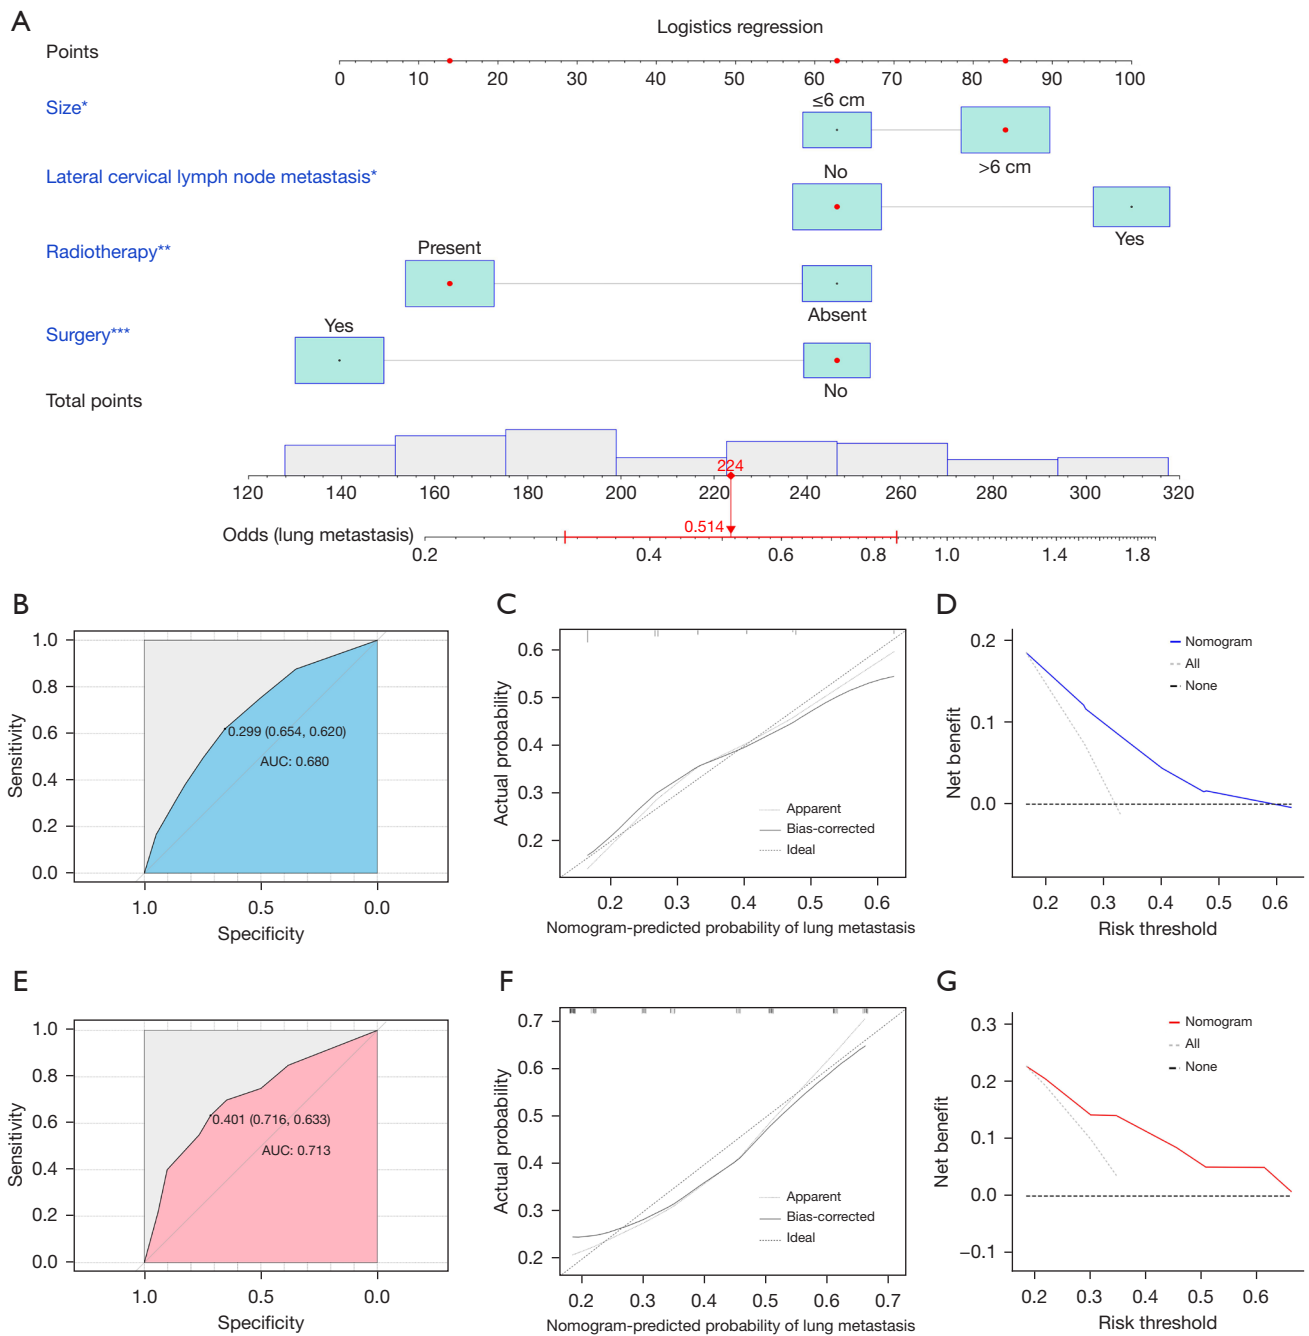 A
Logistics regression
Points
0 10 20 30 40 50 60 70 80 90 100
Size*
≤6 cm
>6 cm
Lateral cervical lymph node metastasis*
No
Yes
Radiotherapy**
Present
Absent
Surgery***
Yes
No
Total points
224
120 140 160 180 200 220 240 260 280 300 320
0.514
Odds (lung metastasis)
0.2 0.4 0.6 0.8 1.0 1.4 1.8
B
Sensitivity
1.0
0.8
0.6
0.4
0.2
0.0
0.299 (0.654, 0.620)
AUC: 0.680
1.0 0.5 0.0
Specificity
C
Actual probability
0.6
0.5
0.4
0.3
0.2
Apparent
Bias-corrected
Ideal
0.2 0.3 0.4 0.5 0.6
Nomogram-predicted probability of lung metastasis
D
Net benefit
0.2
0.1
0.0
Nomogram
All
None
0.2 0.3 0.4 0.5 0.6
Risk threshold
E
Sensitivity
1.0
0.8
0.6
0.4
0.2
0.0
0.401 (0.716, 0.633)
AUC: 0.713
1.0 0.5 0.0
Specificity
F
Actual probability
0.7
0.6
0.5
0.4
0.3
0.2
Apparent
Bias-corrected
Ideal
0.2 0.3 0.4 0.5 0.6 0.7
Nomogram-predicted probability of lung metastasis
G
Net benefit
0.3
0.2
0.1
0.0
−0.1
Nomogram
All
None
0.2 0.3 0.4 0.5 0.6
Risk threshold